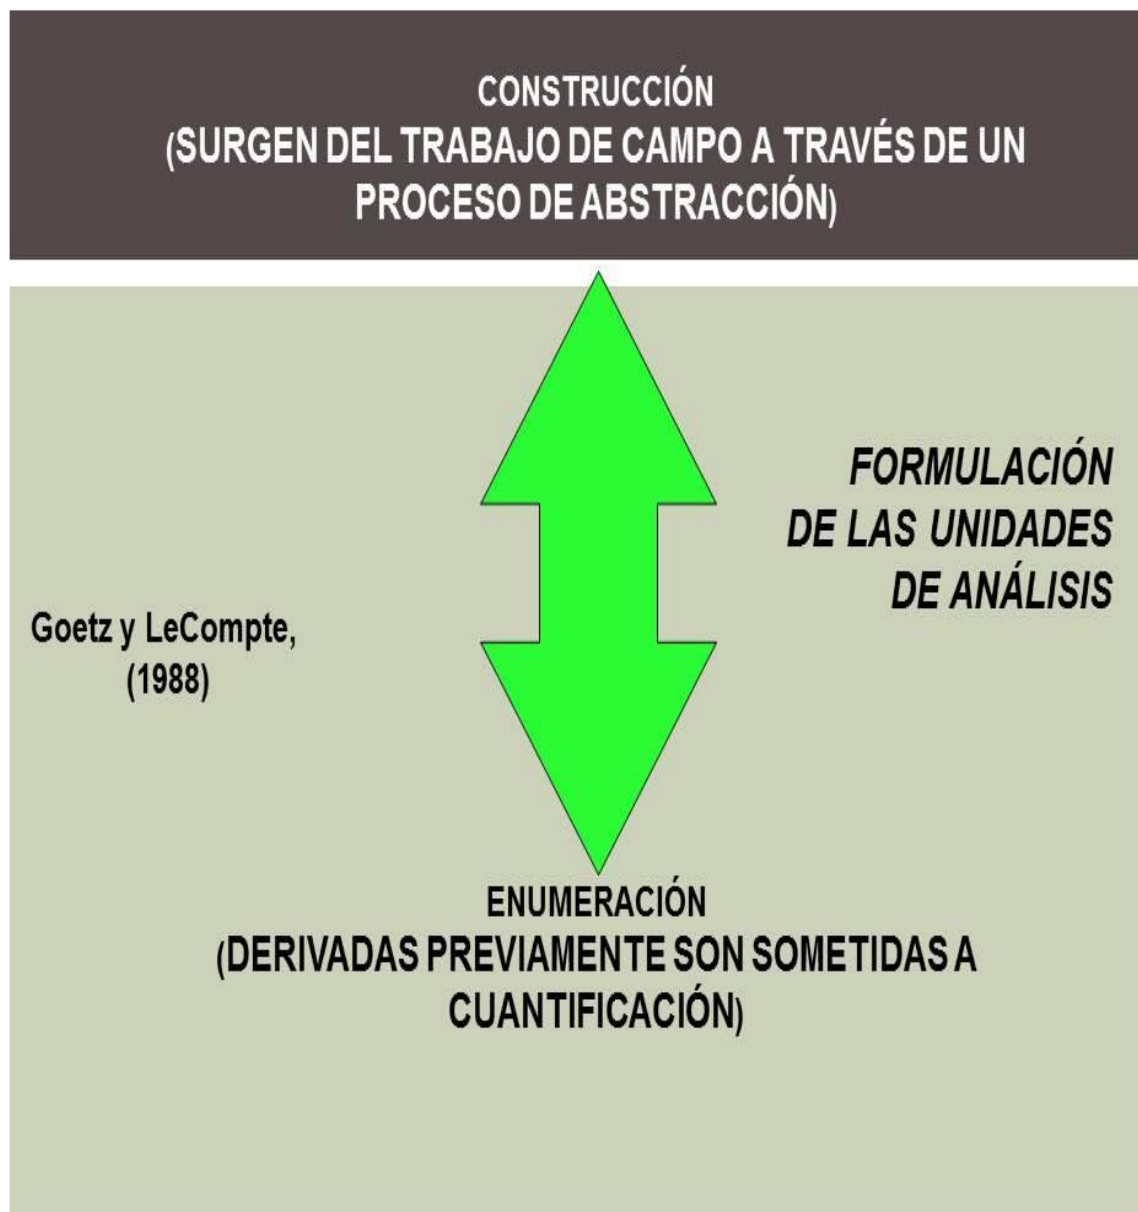 CONSTRUCCIÓN
(SURGEN DEL TRABAJO DE CAMPO A TRAVÉS DE UN
PROCESO DE ABSTRACCIÓN)
FORMULACIÓN
DE LAS UNIDADES
DE ANÁLISIS
Goetz y LeCompte,
(1988)
ENUMERACIÓN
(DERIVADAS PREVIAMENTE SON SOMETIDAS A
CUANTIFICACIÓN)